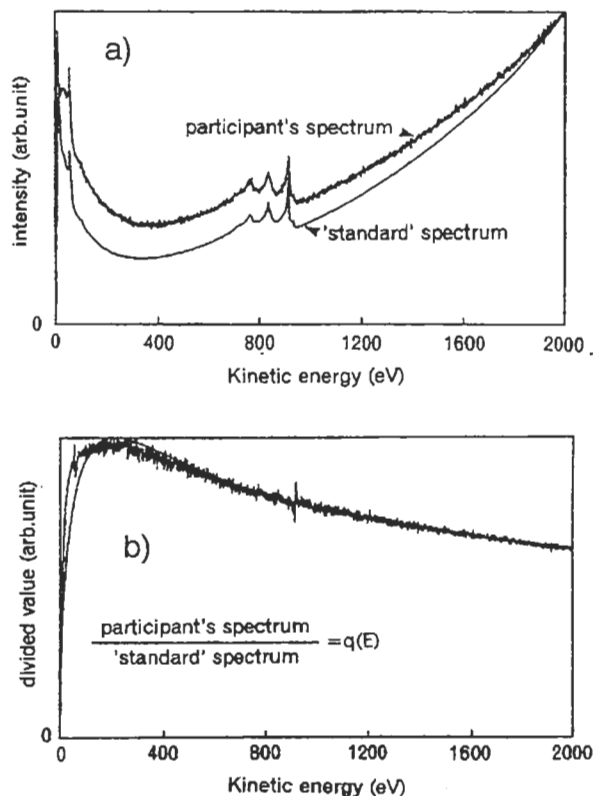 a)
intensity (arb.unit)
participant's spectrum
'standard' spectrum
0
0 400 800 1200 1600 2000
Kinetic energy (eV)
b)
divided value (arb.unit)
participant's spectrum
'standard' spectrum
=q(E)
0
0 400 800 1200 1600 2000
Kinetic energy (eV)